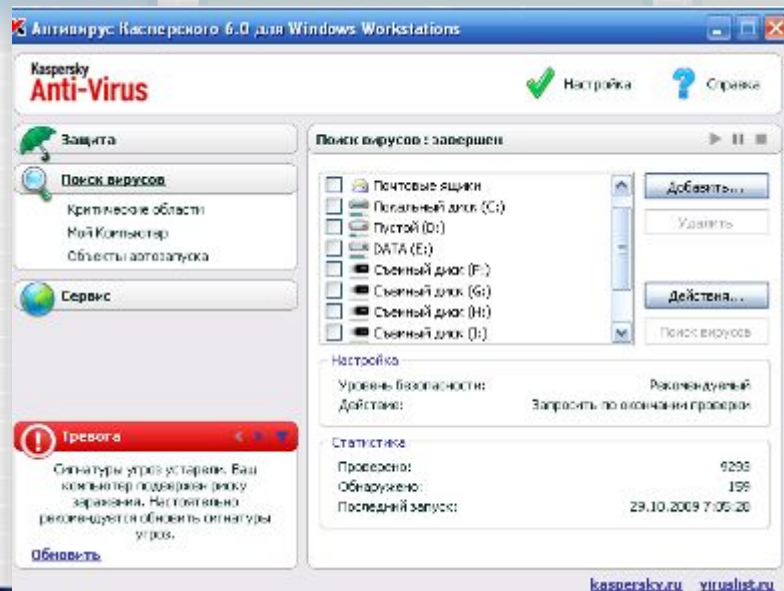 Антивирус Касперского 6.0 для Windows Workstations
Kaspersky
Anti-Virus
Настройка
Справка
Защита
Поиск вирусов
Критические области
Мой Компьютер
Объекты автозапуска
Сервис
Тревога
Сигнатуры угроз устарели. Ваш
компьютер подвержен риску
заражения. Настоятельно
рекомендуется обновить сигнатуры
угроз.
Обновить
Поиск вирусов : завершен
Почтовые ящики
Локальный диск (C:)
Пустой (D:)
DATA (E:)
Съемный диск (F:)
Съемный диск (G:)
Съемный диск (H:)
Съемный диск (I:)
Добавить...
Удалить
Действия...
Поиск вирусов
Настройка
Уровень безопасности: Рекомендуемый
Действие: Запросить по окончании проверки
Статистика
Проверено: 9293
Обнаружено: 159
Последний запуск: 29.10.2009 7:05:28
kaspersky.ru viruslist.ru